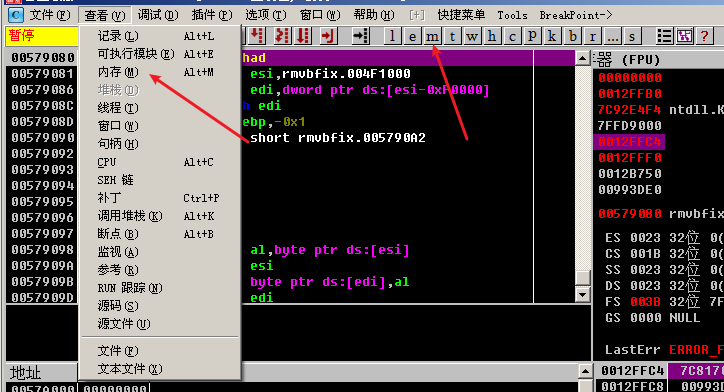 C 文件(F) 查看(V) 调试(D) 插件(P) 选项(T) 窗口(W) 帮助(H) [+] 快捷菜单 Tools BreakPoint->
暂停 l e m t w h c p k b r ... s ?
记录(L) Alt+L
可执行模块(E) Alt+E
内存(M) Alt+M
堆栈(D)
线程(T)
窗口(W)
句柄(H)
CPU Alt+C
SEH 链
补丁 Ctrl+P
调用堆栈(K) Alt+K
断点(B) Alt+B
监视(A)
参考(R)
RUN 跟踪(N)
源码(S)
源文件(U)
文件(F)
文本文件(X)
00579080 had
00579081 esi,rmvbfix.004F1000
00579086 edi,dword ptr ds:[esi-0xF0000]
0057908C h edi
0057908D ebp,-0x1
00579090 short rmvbfix.005790A2
00579092
00579093
00579094
00579095
00579096
00579097
00579098 al,byte ptr ds:[esi]
0057909A esi
0057909B byte ptr ds:[edi],al
0057909D edi
器 (FPU)
00000000
0012FFB0
7C92E4F4 ntdll.K
7FFD9000
0012FFC4
0012FFF0
0012B750
00993DE0
00579080 rmvbfi
ES 0023 32位 0(
CS 001B 32位 0(
SS 0023 32位 0(
DS 0023 32位 0(
FS 003B 32位 7F
GS 0000 NULL
LastErr ERROR_F
地址
0057A000 00000000
0012FFC4 7C817
0012FFC8 00993